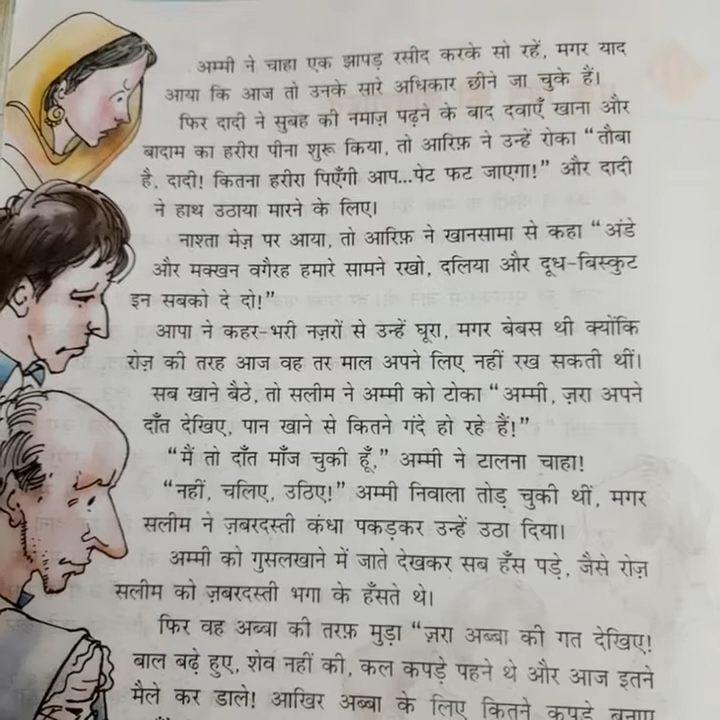 अम्मी ने चाहा एक झापड़ रसीद करके सो रहें, मगर याद
आया कि आज तो उनके सारे अधिकार छीने जा चुके हैं।
फिर दादी ने सुबह की नमाज़ पढ़ने के बाद दवाएँ खाना और
बादाम का हरीरा पीना शुरू किया, तो आरिफ़ ने उन्हें रोका “तौबा
है, दादी! कितना हरीरा पिएँगी आप...पेट फट जाएगा!” और दादी
ने हाथ उठाया मारने के लिए।
नाश्ता मेज़ पर आया, तो आरिफ़ ने खानसामा से कहा “अंडे
और मक्खन वगैरह हमारे सामने रखो, दलिया और दूध-बिस्कुट
इन सबको दे दो!”
आपा ने कहर-भरी नज़रों से उन्हें घूरा, मगर बेबस थी क्योंकि
रोज़ की तरह आज वह तर माल अपने लिए नहीं रख सकती थीं।
सब खाने बैठे, तो सलीम ने अम्मी को टोका “अम्मी, ज़रा अपने
दाँत देखिए, पान खाने से कितने गंदे हो रहे हैं!”
“मैं तो दाँत माँज चुकी हूँ,” अम्मी ने टालना चाहा!
“नहीं, चलिए, उठिए!” अम्मी निवाला तोड़ चुकी थीं, मगर
सलीम ने ज़बरदस्ती कंधा पकड़कर उन्हें उठा दिया।
अम्मी को गुसलखाने में जाते देखकर सब हँस पड़े, जैसे रोज़
सलीम को ज़बरदस्ती भगा के हँसते थे।
फिर वह अब्बा की तरफ़ मुड़ा “ज़रा अब्बा की गत देखिए!
बाल बढ़े हुए, शेव नहीं की, कल कपड़े पहने थे और आज इतने
मैले कर डाले! आखिर अब्बा के लिए कितने कपड़े बनाए